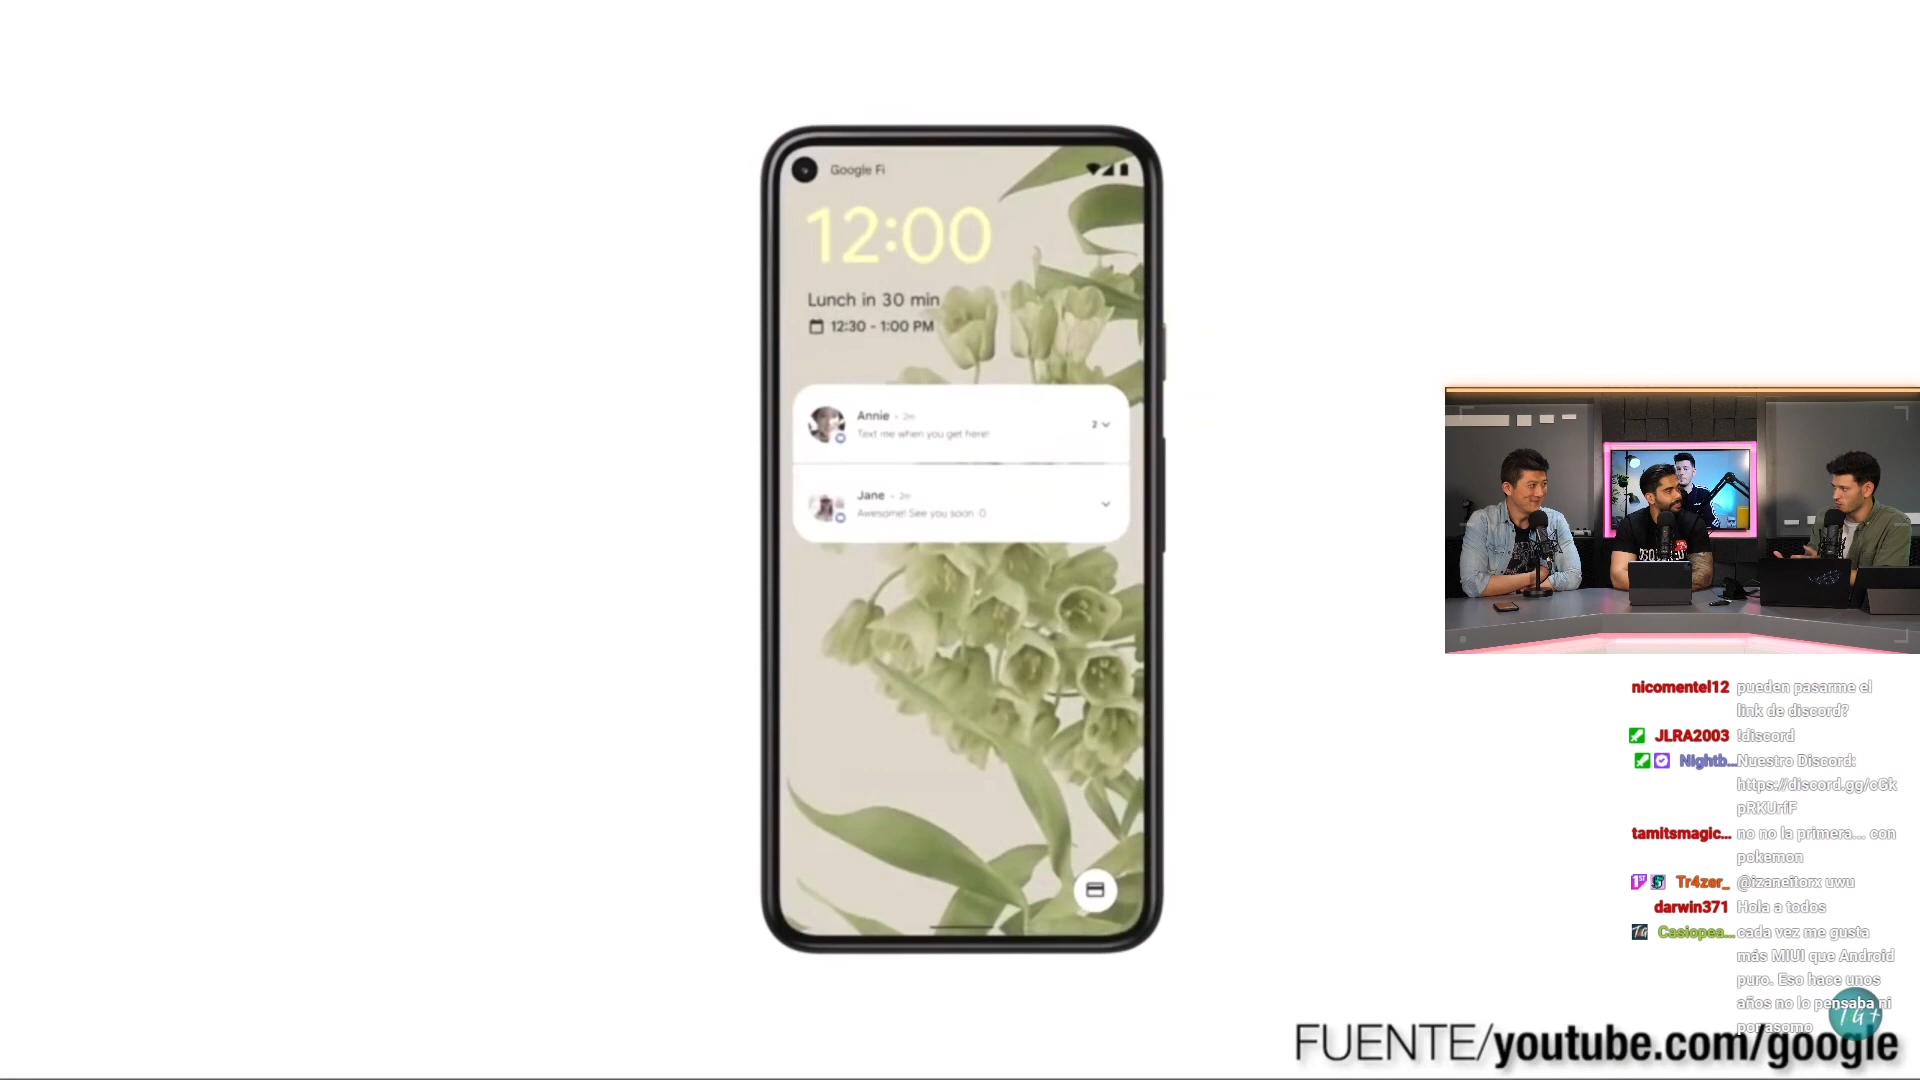 Google Fi
12:00
Lunch in 30 min
12:30 - 1:00 PM
Annie • 2m
Text me when you get here!
2
Jane • 2m
Awesome! See you soon :O
nicomentel12 pueden pasarme el
link de discord?
JLRA2003 !discord
Nightb... Nuestro Discord:
https://discord.gg/cGk
pRKUrfF
tamitsmagic... no no la primera... con
pokemon
Tr4zer_ @izaneitorx uwu
darwin371 Hola a todos
Casiopea... cada vez me gusta
más MIUI que Android
puro. Eso hace unos
años no lo pensaba ni
por asomo
TG+
FUENTE/youtube.com/google